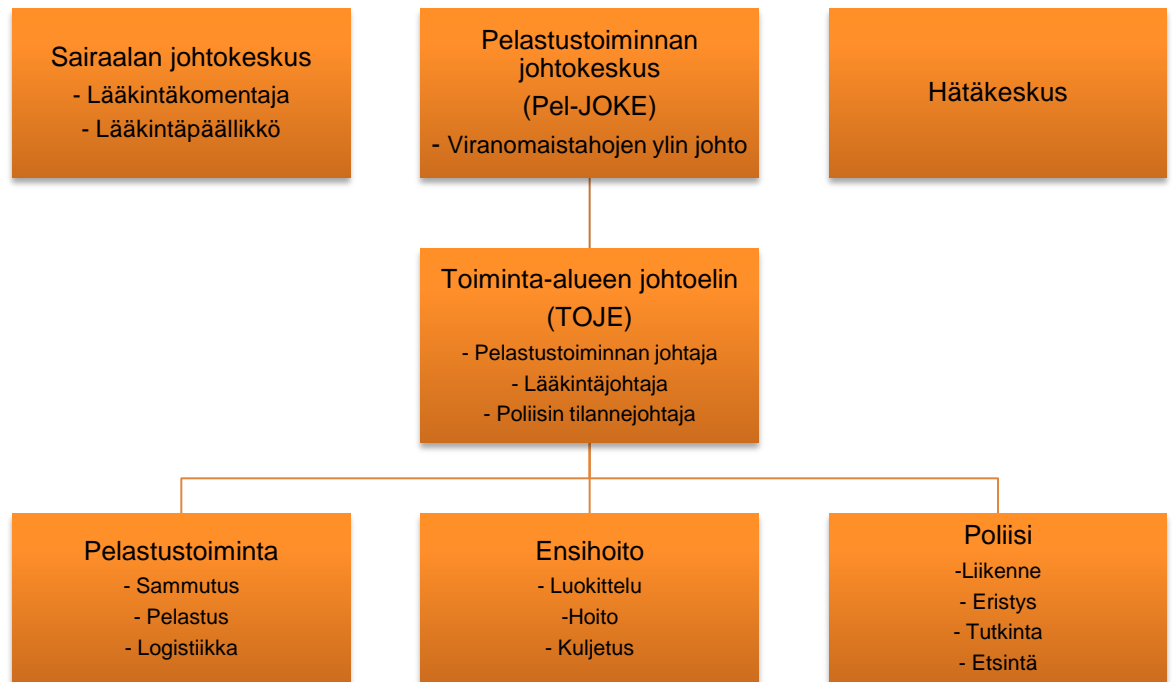 Sairaalan johtokeskus
- Lääkintäkomentaja
- Lääkintäpäällikkö
Pelastustoiminnan
johtokeskus
(Pel-JOKE)
- Viranomaistahojen ylin johto
Hätäkeskus
Toiminta-alueen johtoelin
(TOJE)
- Pelastustoiminnan johtaja
- Lääkintäjohtaja
- Poliisin tilannejohtaja
Pelastustoiminta
- Sammutus
- Pelastus
- Logistiikka
Ensihoito
- Luokittelu
-Hoito
- Kuljetus
Poliisi
-Liikenne
- Eristys
- Tutkinta
- Etsintä